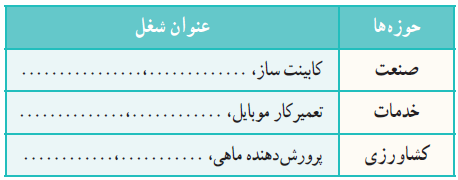 حوزه‌ها	عنوان شغل
صنعت	کابینت ساز، .............،................
خدمات	تعمیرکار موبایل، ............،..............
کشاورزی	پرورش‌دهنده ماهی، ...........،.............